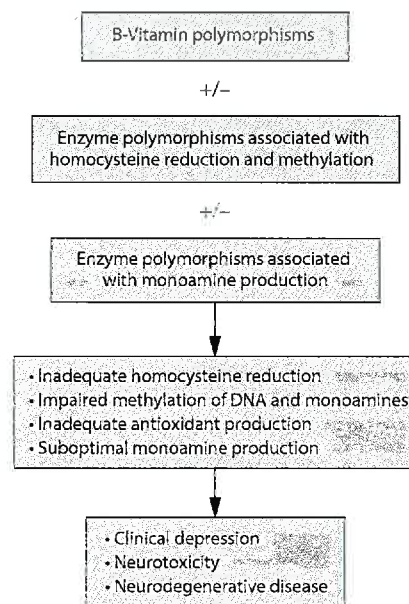 B-Vitamin polymorphisms
+/–
Enzyme polymorphisms associated with
homocysteine reduction and methylation
+/–
Enzyme polymorphisms associated
with monoamine production
• Inadequate homocysteine reduction
• Impaired methylation of DNA and monoamines
• Inadequate antioxidant production
• Suboptimal monoamine production
• Clinical depression
• Neurotoxicity
• Neurodegenerative disease